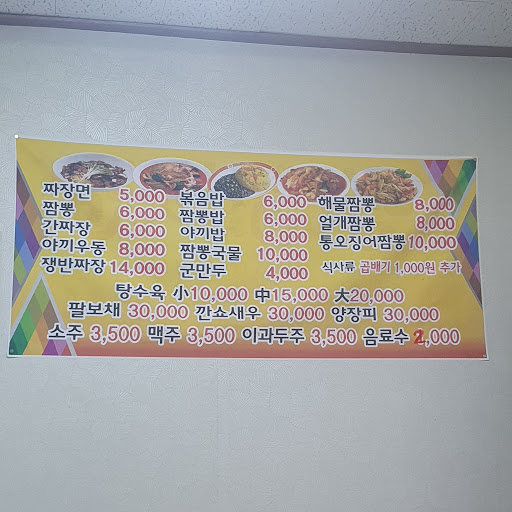 짜장면 5,000
짬뽕 6,000
간짜장 6,000
야끼우동 8,000
쟁반짜장 14,000
볶음밥 6,000
짬뽕밥 6,000
야끼밥 8,000
짬뽕국물 10,000
군만두 4,000
해물짬뽕 8,000
얼개짬뽕 8,000
통오징어짬뽕 10,000
식사류 곱배기 1,000원 추가
탕수육 小10,000 中15,000 大20,000
팔보채 30,000 깐쇼새우 30,000 양장피 30,000
소주 3,500 맥주 3,500 이과두주 3,500 음료수 2,000